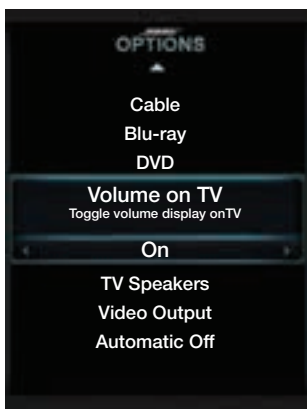 OPTIONS
Cable
Blu-ray
DVD
Volume on TV
Toggle volume display onTV
On
TV Speakers
Video Output
Automatic Off